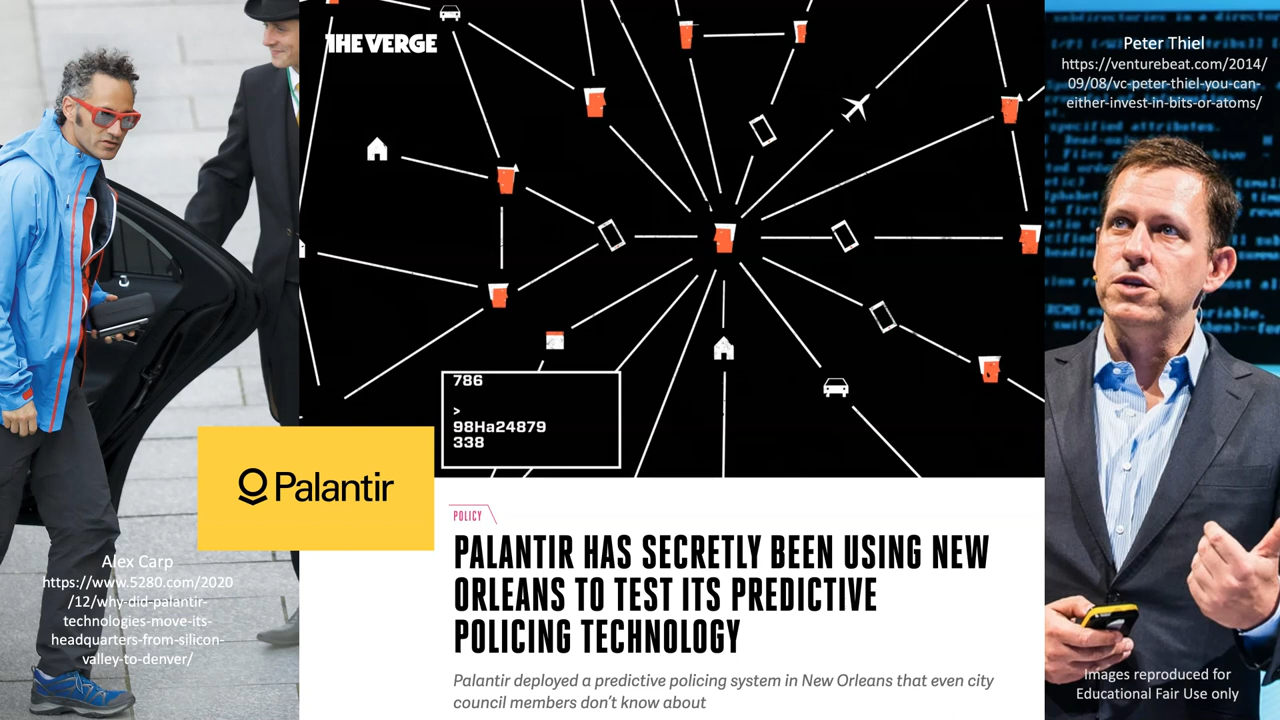 THE VERGE
786
>
98Ha24879
338
Palantir
Alex Carp
https://www.5280.com/2020
/12/why-did-palantir-
technologies-move-its-
headquarters-from-silicon-
valley-to-denver/
POLICY
PALANTIR HAS SECRETLY BEEN USING NEW
ORLEANS TO TEST ITS PREDICTIVE
POLICING TECHNOLOGY
Palantir deployed a predictive policing system in New Orleans that even city
council members don't know about
Peter Thiel
https://venturebeat.com/2014/
09/08/vc-peter-thiel-you-can-
either-invest-in-bits-or-atoms/
Images reproduced for
Educational Fair Use only